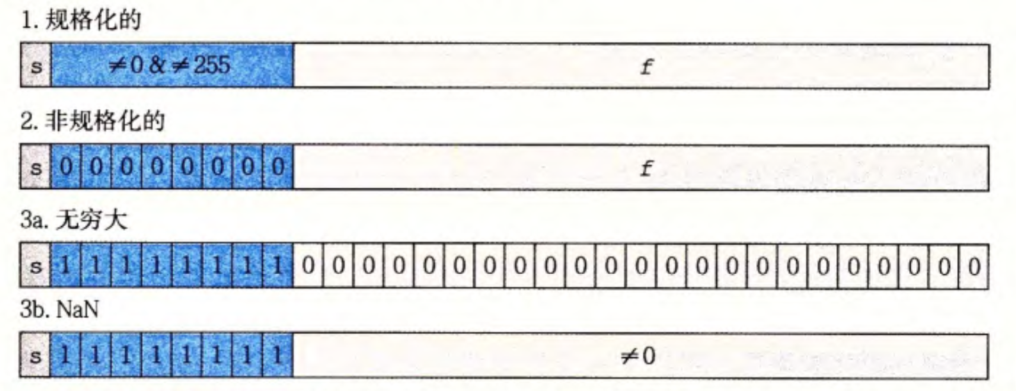 1. 规格化的
s ≠0 & ≠255 f
2. 非规格化的
s 0 0 0 0 0 0 0 0 f
3a. 无穷大
s 1 1 1 1 1 1 1 1 0 0 0 0 0 0 0 0 0 0 0 0 0 0 0 0 0 0 0 0 0 0 0
3b. NaN
s 1 1 1 1 1 1 1 1 ≠0